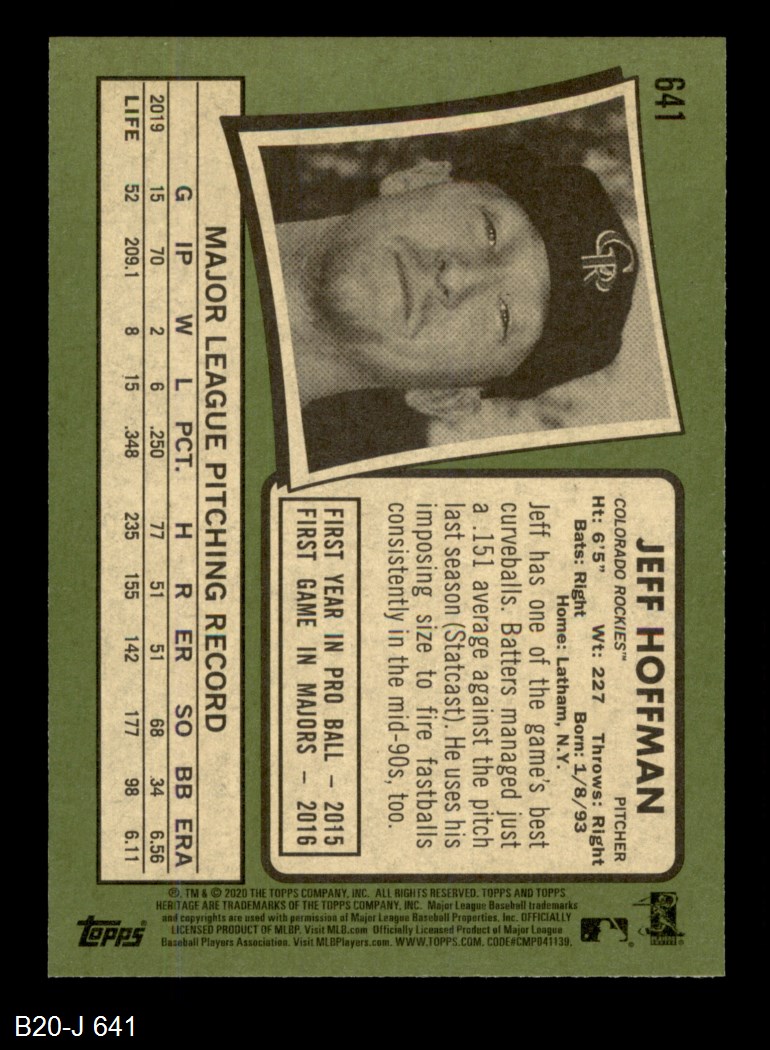 641
JEFF HOFFMAN
COLORADO ROCKIES™ PITCHER
Ht: 6'5" Wt: 227 Throws: Right
Bats: Right Born: 1/8/93
Home: Latham, N.Y.
Jeff has one of the game's best
curveballs. Batters managed just
a .151 average against the pitch
last season (Statcast). He uses his
imposing size to fire fastballs
consistently in the mid-90s, too.
FIRST YEAR IN PRO BALL – 2015
FIRST GAME IN MAJORS – 2016
CR
MAJOR LEAGUE PITCHING RECORD
G IP W L PCT. H R ER SO BB ERA
2019 15 70 2 6 .250 77 51 51 68 34 6.56
LIFE 52 209.1 8 15 .348 235 155 142 177 98 6.11
®, TM & © 2020 THE TOPPS COMPANY, INC. ALL RIGHTS RESERVED. TOPPS AND TOPPS
HERITAGE ARE TRADEMARKS OF THE TOPPS COMPANY, INC. Major League Baseball trademarks
and copyrights are used with permission of Major League Baseball Properties, Inc. OFFICIALLY
LICENSED PRODUCT OF MLBP. Visit MLB.com Officially Licensed Product of Major League
Baseball Players Association. Visit MLBPlayers.com. WWW.TOPPS.COM. CODE#CMP041139.
topps®
B20-J 641